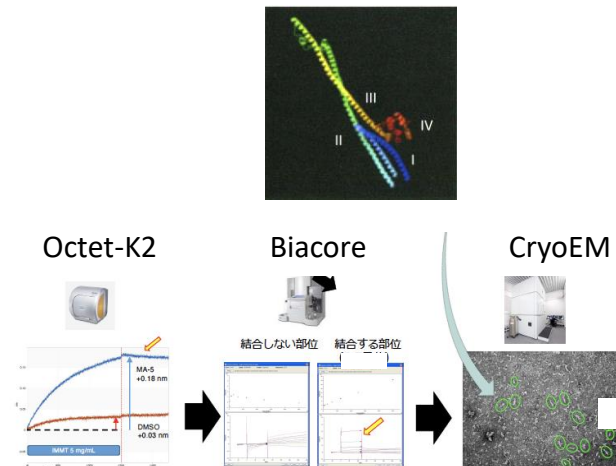 III
IV
II
I
Octet-K2
Biacore
CryoEM
結合しない部位
結合する部位
MA-5
+0.18 nm
DMSO
+0.03 nm
IMMT 5 mg/mL